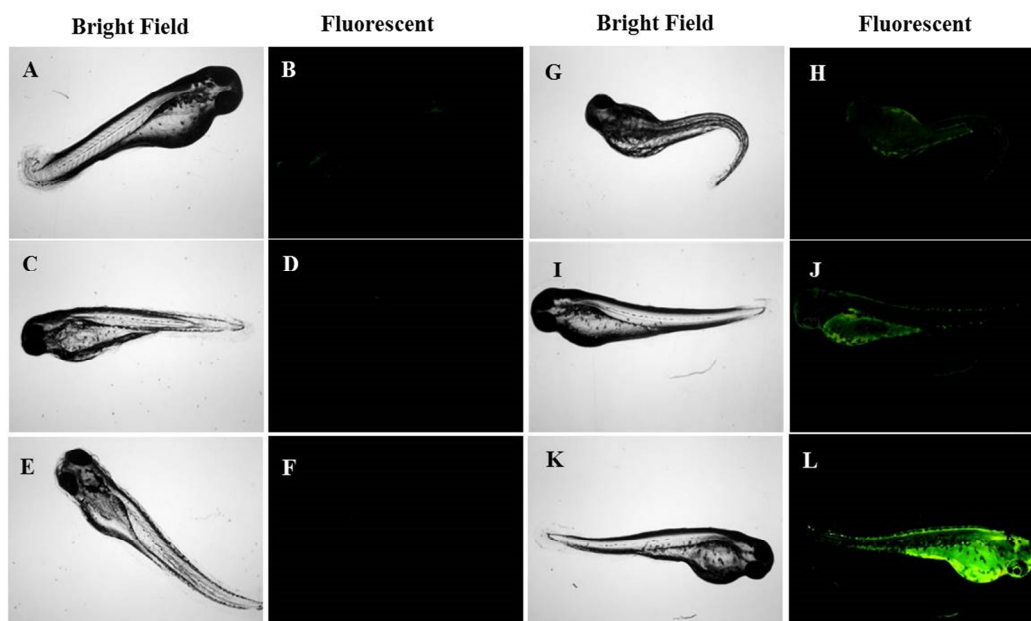 Bright Field Fluorescent Bright Field Fluorescent
A B G H
C D I J
E F K L